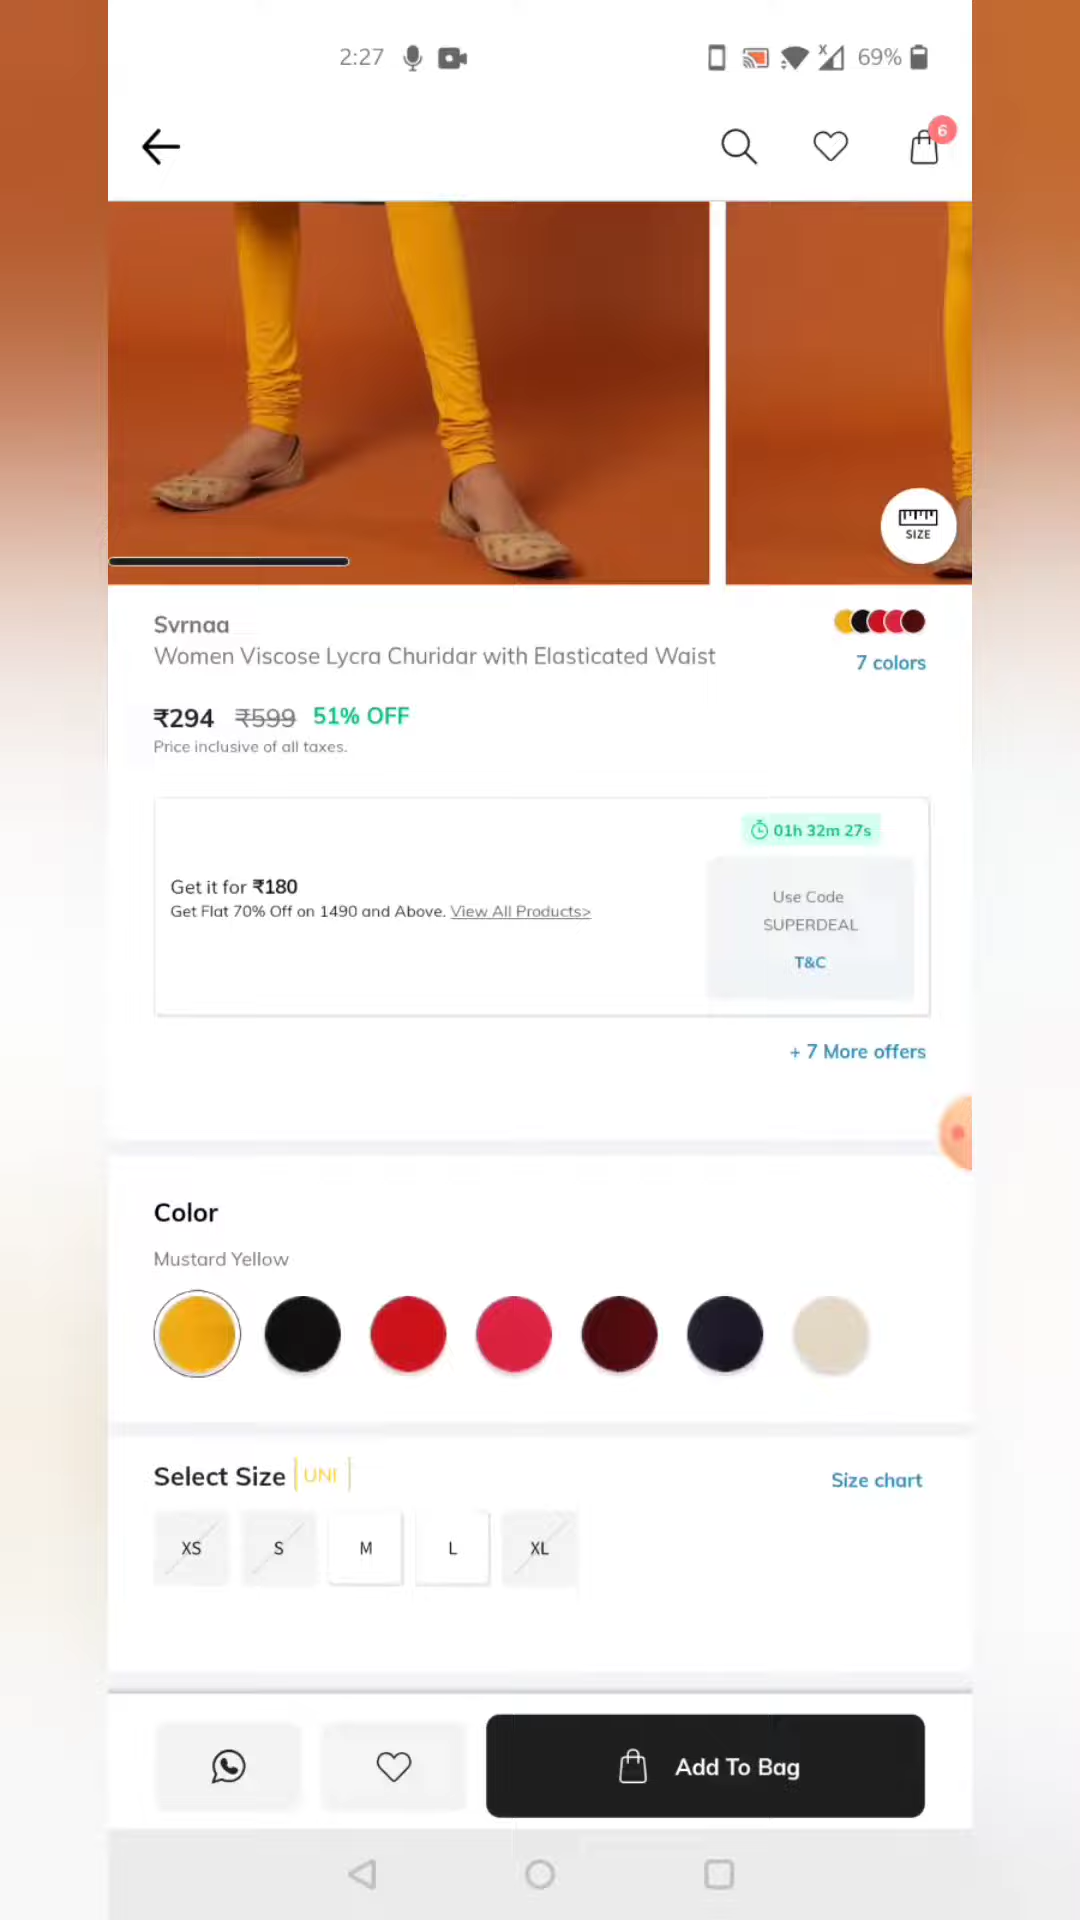 2:27
69%
6
SIZE
Svrnaa
Women Viscose Lycra Churidar with Elasticated Waist
7 colors
₹294 ₹599 51% OFF
Price inclusive of all taxes.
01h 32m 27s
Get it for ₹180
Get Flat 70% Off on 1490 and Above. View All Products>
Use Code
SUPERDEAL
T&C
+ 7 More offers
Color
Mustard Yellow
Select Size UNI
Size chart
XS S M L XL
Add To Bag